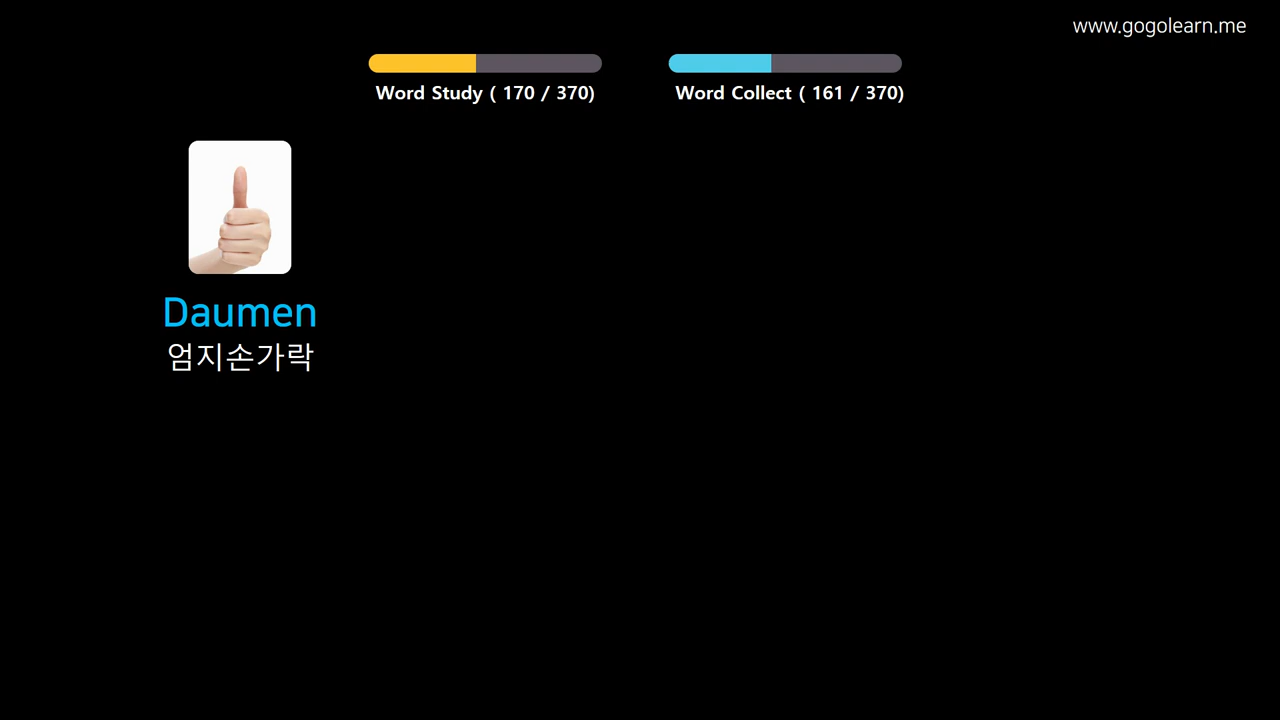 www.gogolearn.me
Word Study ( 170 / 370)
Word Collect ( 161 / 370)
Daumen
엄지손가락